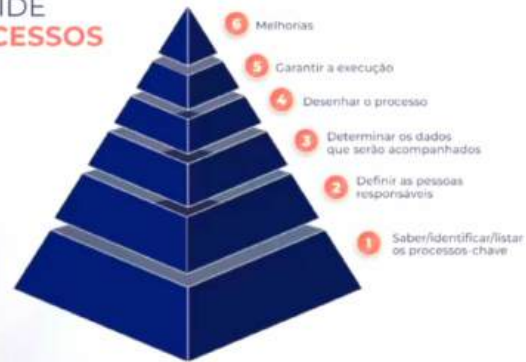 IDE
CESSOS
6 Melhorias
5 Garantir a execução
4 Desenhar o processo
3 Determinar os dados
que serão acompanhados
2 Definir as pessoas
responsáveis
1 Saber/identificar/listar
os processos-chave